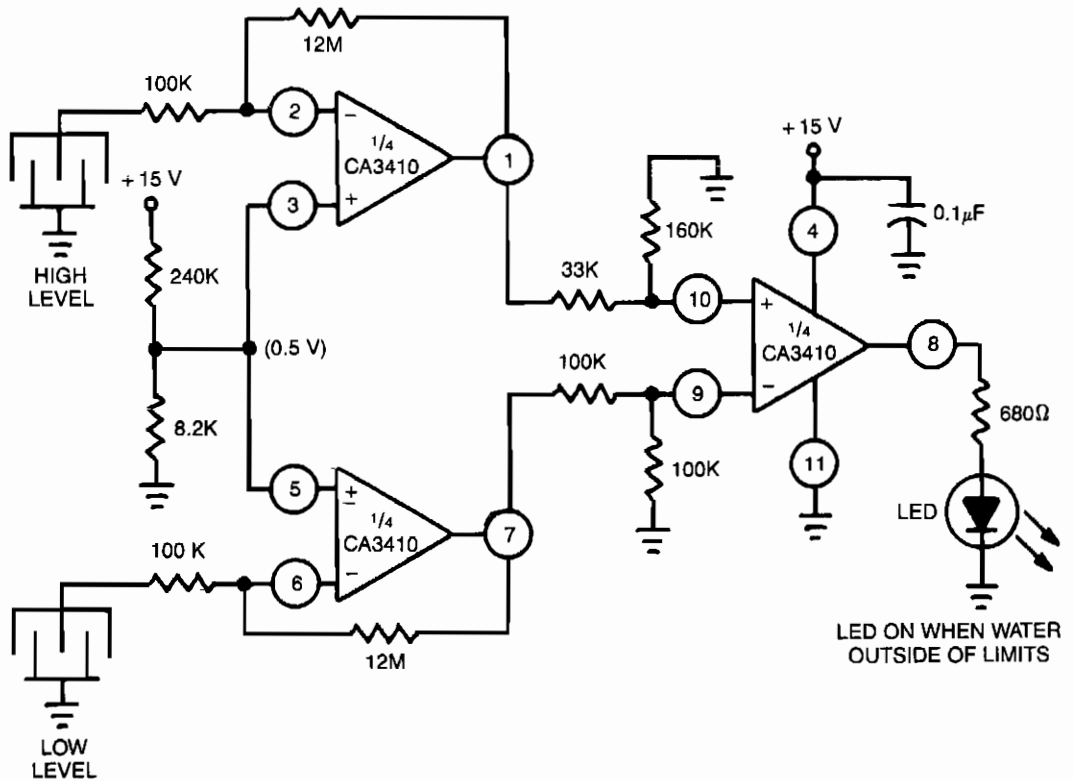 12M
100K
2
−
1/4
CA3410
1
3
+
+ 15 V
HIGH
LEVEL
240K
(0.5 V)
8.2K
+ 15 V
4
0.1µF
160K
33K
10
+
1/4
CA3410
8
100K
9
−
100K
11
680Ω
LED
5
+
−
1/4
CA3410
7
100 K
6
−
12M
LOW
LEVEL
LED ON WHEN WATER
OUTSIDE OF LIMITS